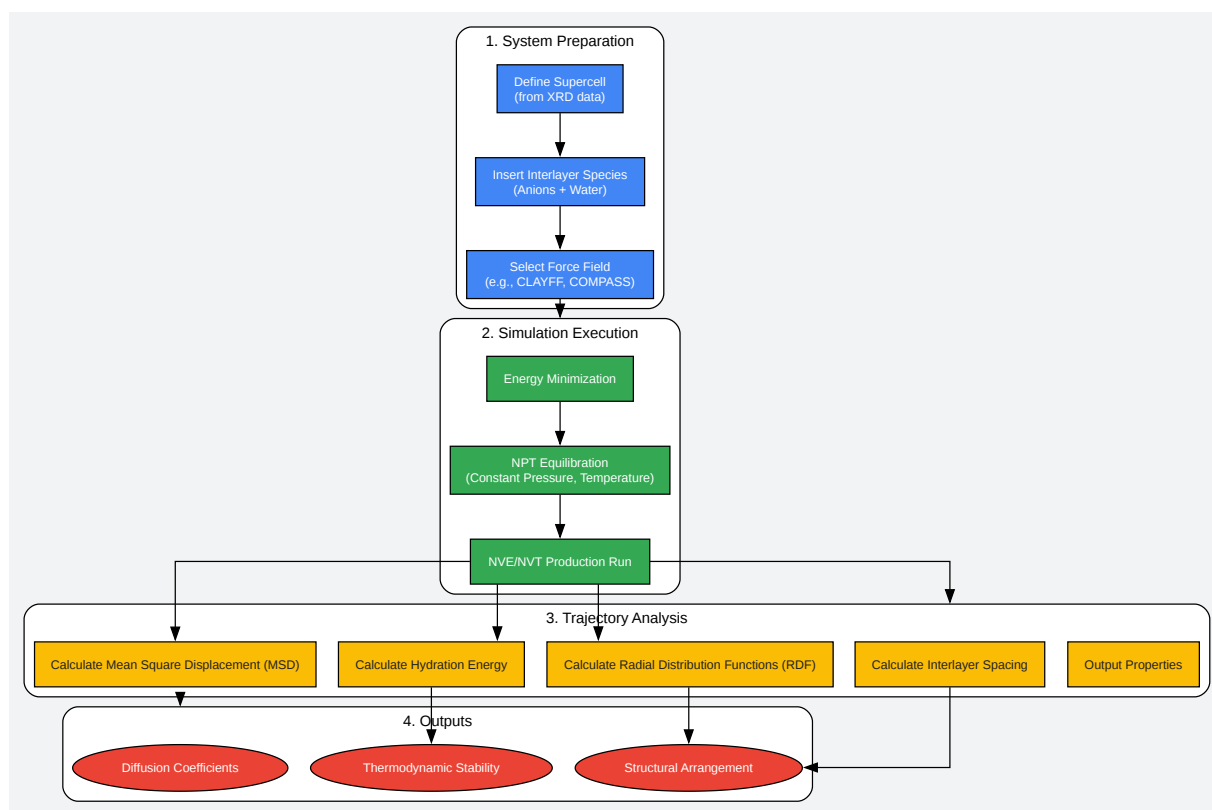 1. System Preparation
Define Supercell
(from XRD data)
Insert Interlayer Species
(Anions + Water)
Select Force Field
(e.g., CLAYFF, COMPASS)
2. Simulation Execution
Energy Minimization
NPT Equilibration
(Constant Pressure, Temperature)
NVE/NVT Production Run
3. Trajectory Analysis
Calculate Mean Square Displacement (MSD)
Calculate Hydration Energy
Calculate Radial Distribution Functions (RDF)
Calculate Interlayer Spacing
Output Properties
4. Outputs
Diffusion Coefficients
Thermodynamic Stability
Structural Arrangement